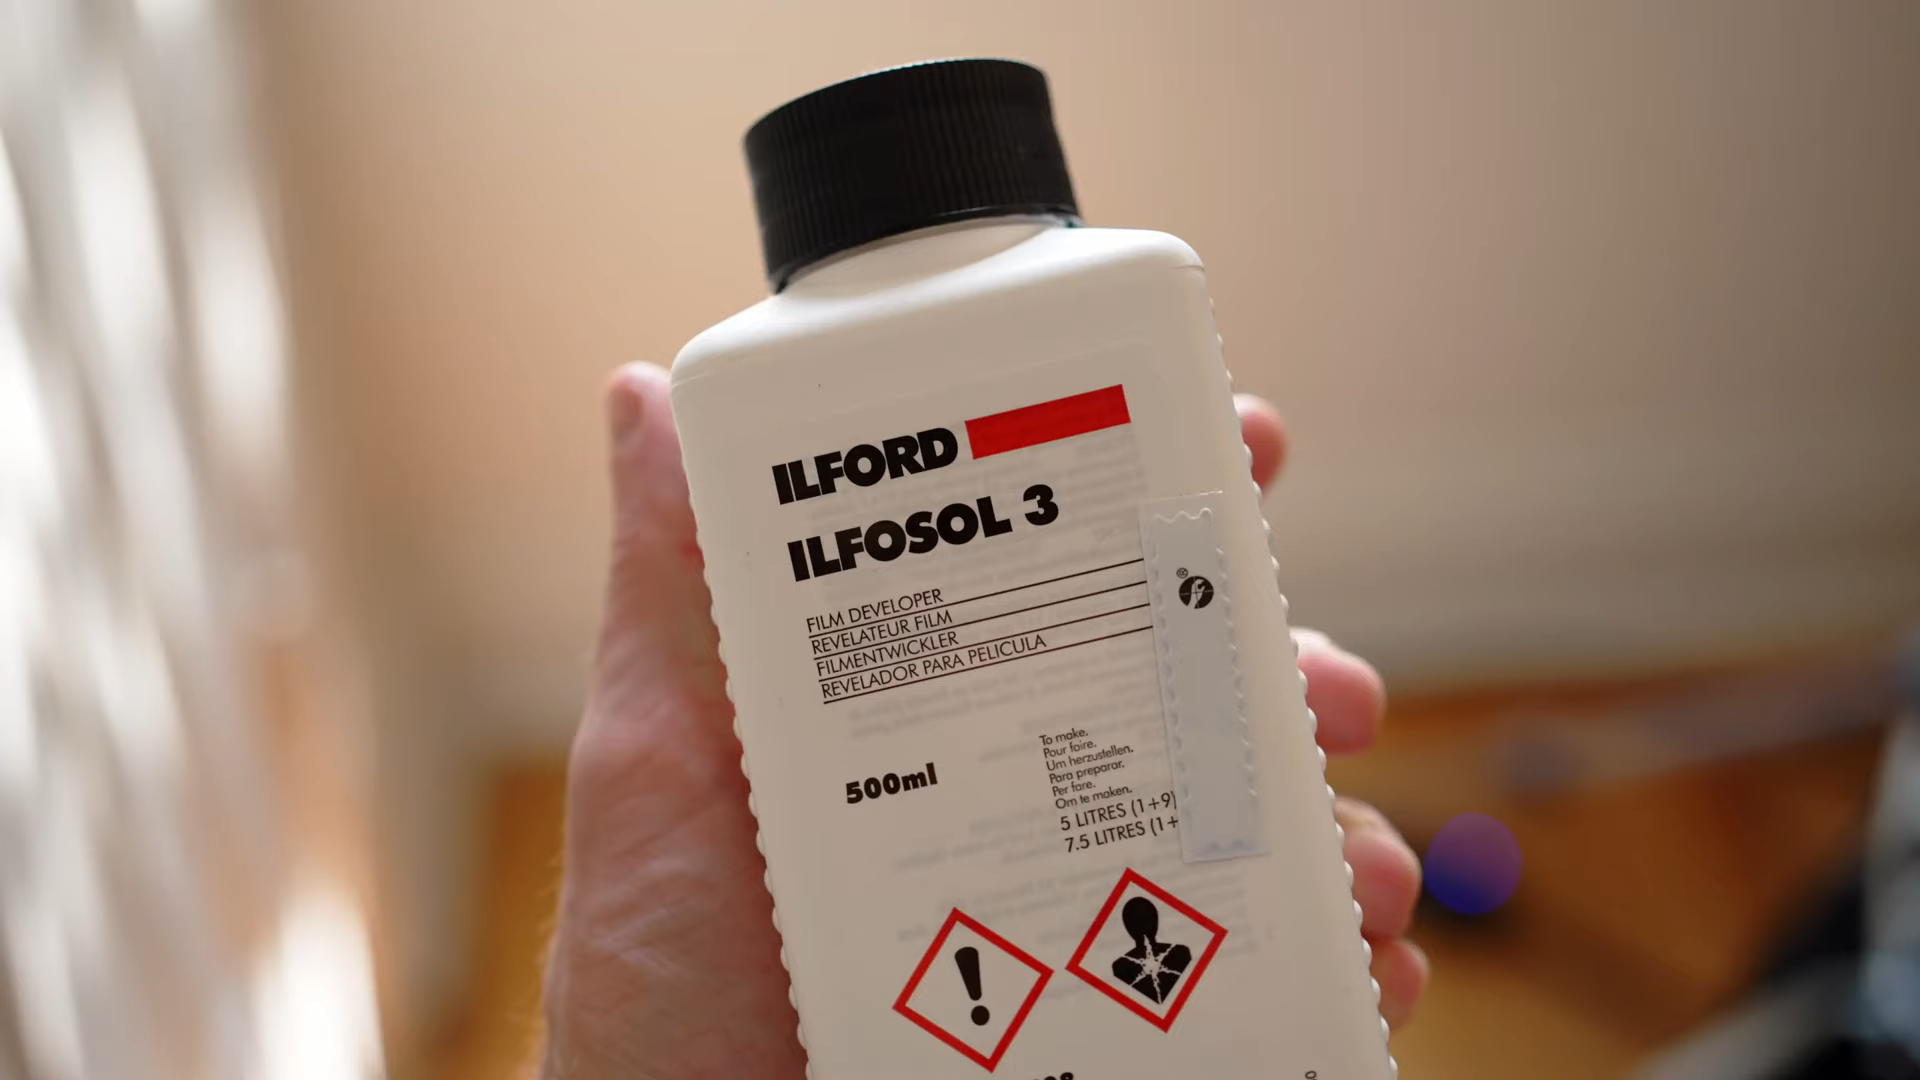 ILFORD
ILFOSOL 3
FILM DEVELOPER
REVELATEUR FILM
FILMENTWICKLER
REVELADOR PARA PELICULA
500ml
To make.
Pour faire.
Um herzustellen.
Para preparar.
Per fare.
Om te maken.
5 LITRES (1+9)
7.5 LITRES (1+